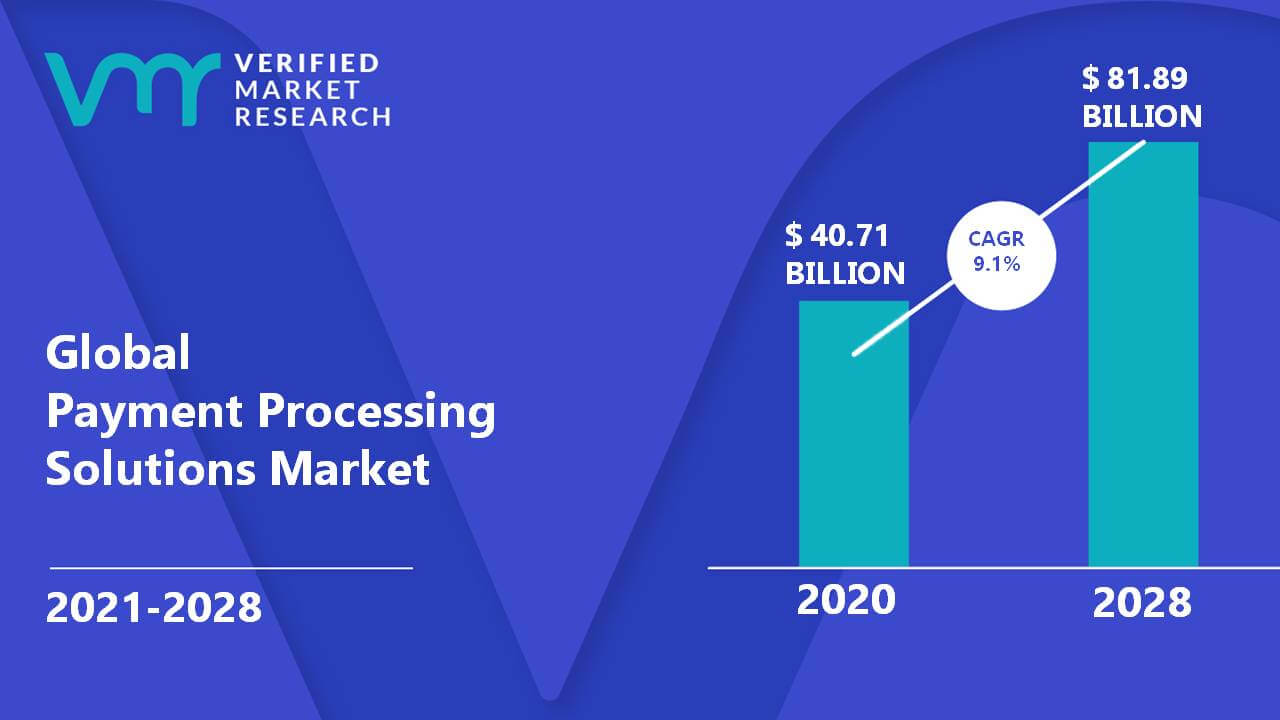 vmr
VERIFIED
MARKET
RESEARCH
Global
Payment Processing
Solutions Market
2021-2028
$ 40.71
BILLION
CAGR
9.1%
$ 81.89
BILLION
2020
2028